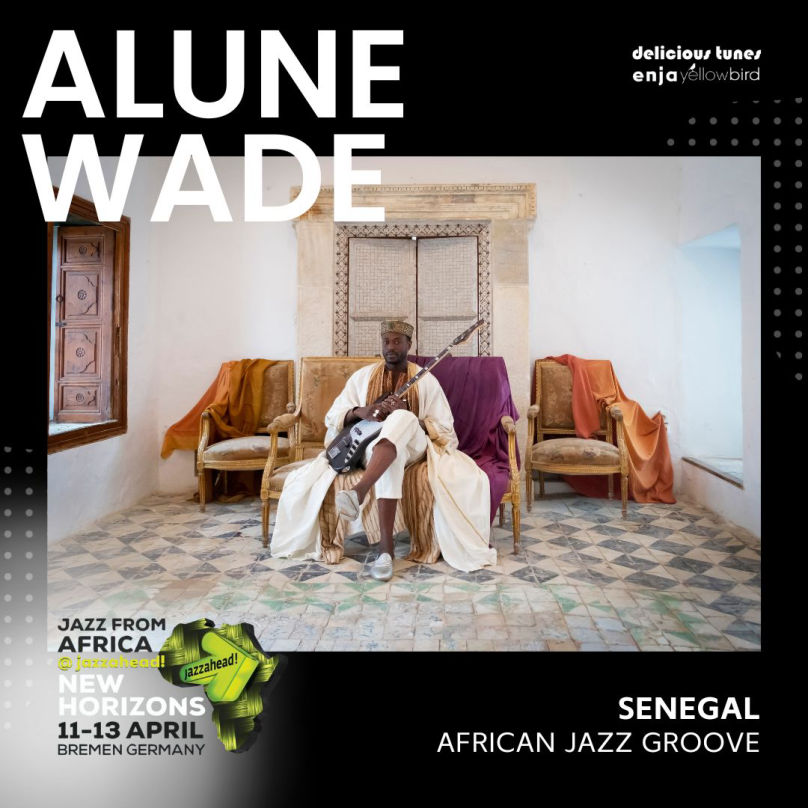 ALUNE
WADE
delicious tunes
enja yellowbird
JAZZ FROM
AFRICA
@ jazzahead!
NEW
HORIZONS
11-13 APRIL
BREMEN GERMANY
jazzahead!
SENEGAL
AFRICAN JAZZ GROOVE